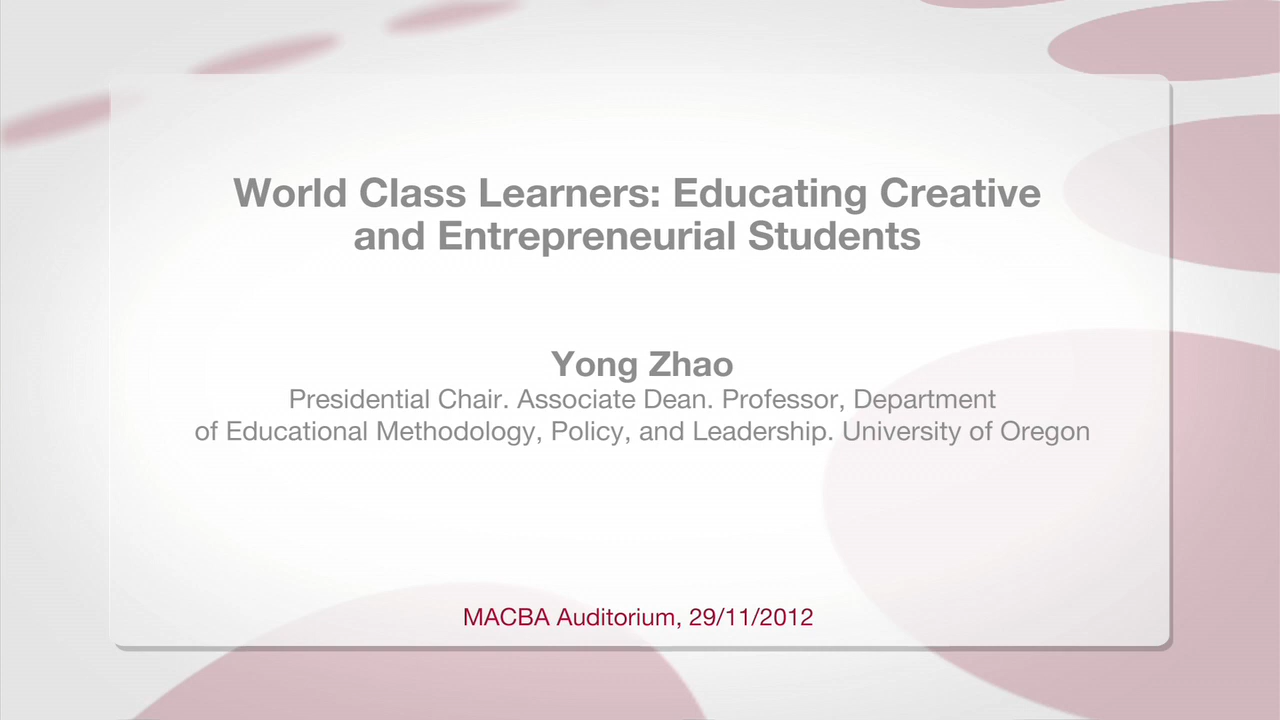 World Class Learners: Educating Creative
and Entrepreneurial Students
Yong Zhao
Presidential Chair. Associate Dean. Professor, Department
of Educational Methodology, Policy, and Leadership. University of Oregon
MACBA Auditorium, 29/11/2012